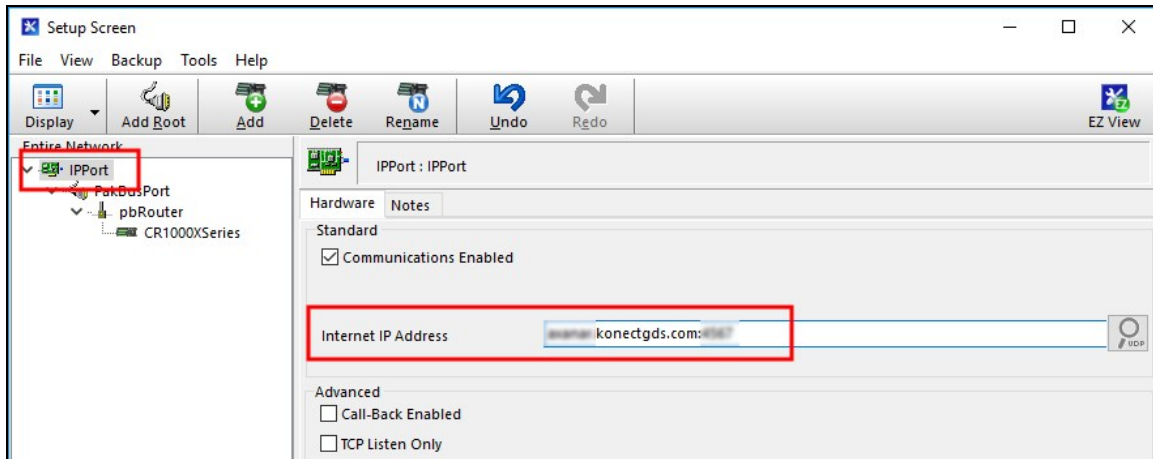 Setup Screen
File View Backup Tools Help
Display Add Root Add Delete Rename Undo Redo EZ View
Entire Network
IPPort
PakBusPort
pbRouter
CR1000XSeries
IPPort : IPPort
Hardware Notes
Standard
Communications Enabled
Internet IP Address konectgds.com:
UDP
Advanced
Call-Back Enabled
TCP Listen Only